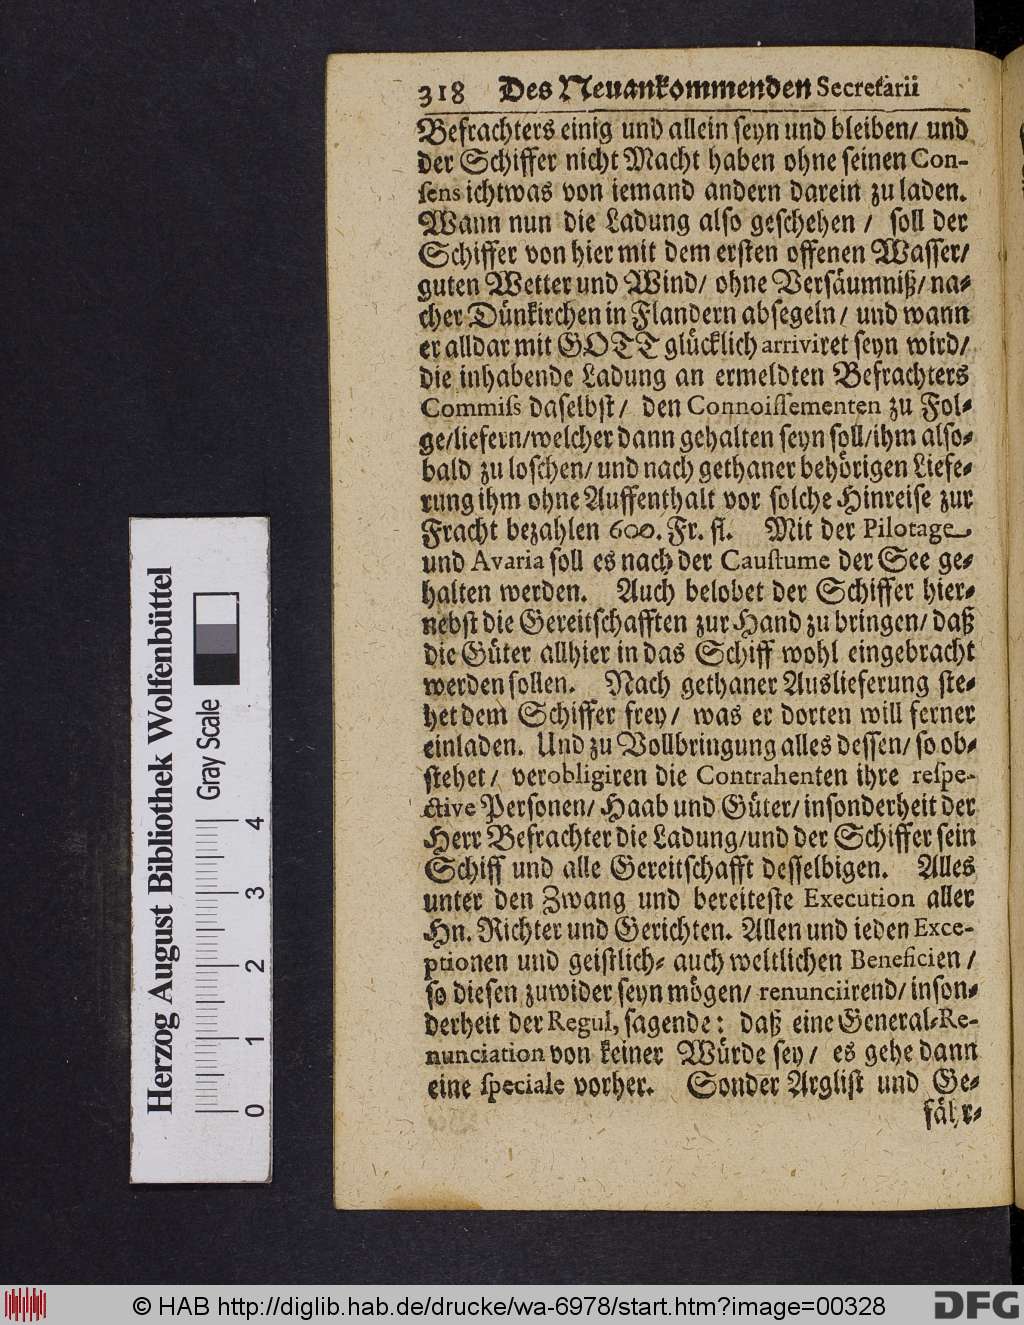 318 Des Neuankommenden Secretarii
Befrachters einig und allein seyn und bleiben/ und
der Schiffer nicht Macht haben ohne seinen Con-
sens ichtwas von iemand andern darein zu laden.
Wann nun die Ladung also geschehen / soll der
Schiffer von hier mit dem ersten offenen Wasser/
guten Wetter und Wind/ ohne Versäumniß/ na-
cher Dünkirchen in Flandern absegeln / und wann
er alldar mit GOTT glücklich arriviret seyn wird/
die inhabende Ladung an ermeldten Befrachters
Commiss daselbst / den Connoissementen zu Fol-
ge/liefern/welcher dann gehalten seyn soll/ihm also-
bald zu loschen/ und nach gethaner behörigen Liefe-
rung ihm ohne Auffenthalt vor solche Hinreise zur
Fracht bezahlen 600. Fr. fl. Mit der Pilotage
und Avaria soll es nach der Caustume der See ge-
halten werden. Auch belobet der Schiffer hier-
nebst die Gereitschafften zur Hand zu bringen/ daß
die Güter allhier in das Schiff wohl eingebracht
werden sollen. Nach gethaner Auslieferung ste-
het dem Schiffer frey / was er dorten will ferner
einladen. Und zu Vollbringung alles dessen/ so ob-
stehet / verobligiren die Contrahenten ihre respe-
ctive Personen/ Haab und Güter/ insonderheit der
Herr Befrachter die Ladung/und der Schiffer sein
Schiff und alle Gereitschafft desselbigen. Alles
unter den Zwang und bereiteste Execution aller
Hn. Richter und Gerichten. Allen und ieden Exce-
ptionen und geistlich- auch weltlichen Beneficien /
so diesen zuwider seyn mögen/ renunciirend/ inson-
derheit der Regul, sagende: daß eine General-Re-
nunciation von keiner Würde sey / es gehe dann
eine speciale vorher. Sonder Arglist und Ge-
fähr-
Herzog August Bibliothek Wolfenbüttel
Gray Scale
0 1 2 3 4
© HAB http://diglib.hab.de/drucke/wa-6978/start.htm?image=00328
DFG